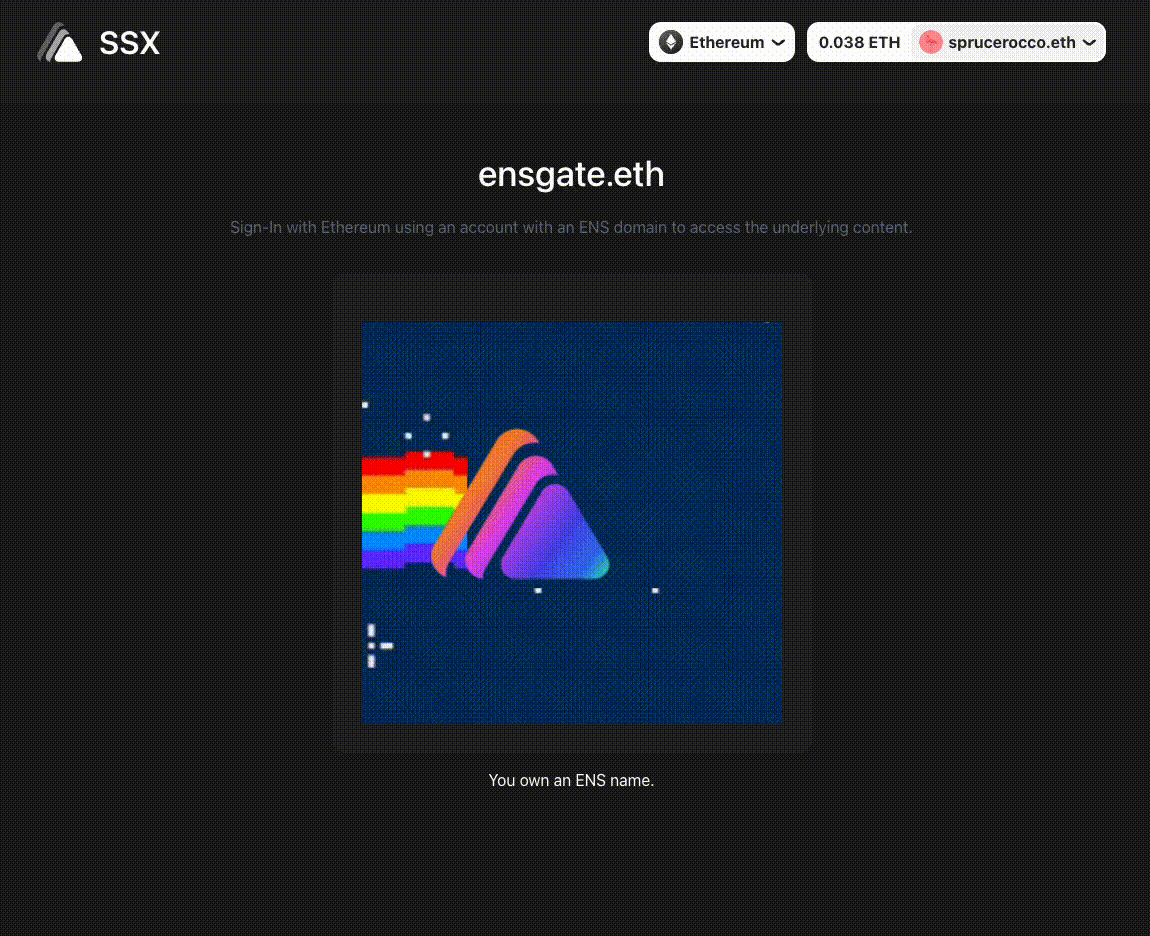 SSX
Ethereum
0.038 ETH
sprucerocco.eth
ensgate.eth
Sign-In with Ethereum using an account with an ENS domain to access the underlying content.
You own an ENS name.